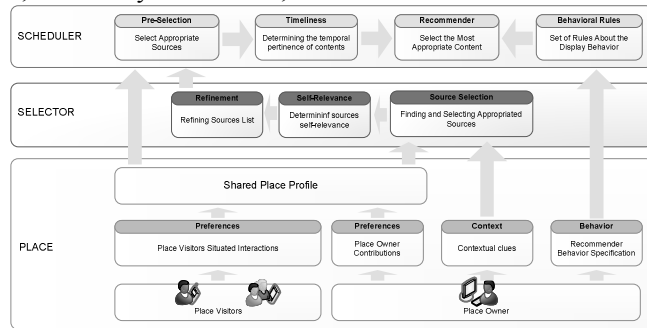 SCHEDULER
Pre-Selection
Select Appropriate
Sources
Timeliness
Determining the temporal
pertinence of contents
Recommender
Select the Most
Appropriate Content
Behavioral Rules
Set of Rules About the
Display Behavior
SELECTOR
Refinement
Refining Sources List
Self-Relevance
Determininf sources
self-relevance
Source Selection
Finding and Selecting Appropriated
Sources
PLACE
Shared Place Profile
Preferences
Place Visitors Situated Interactions
Preferences
Place Owner
Contributions
Context
Contextual clues
Behavior
Recommender
Behavior Specification
Place Visitors
Place Owner